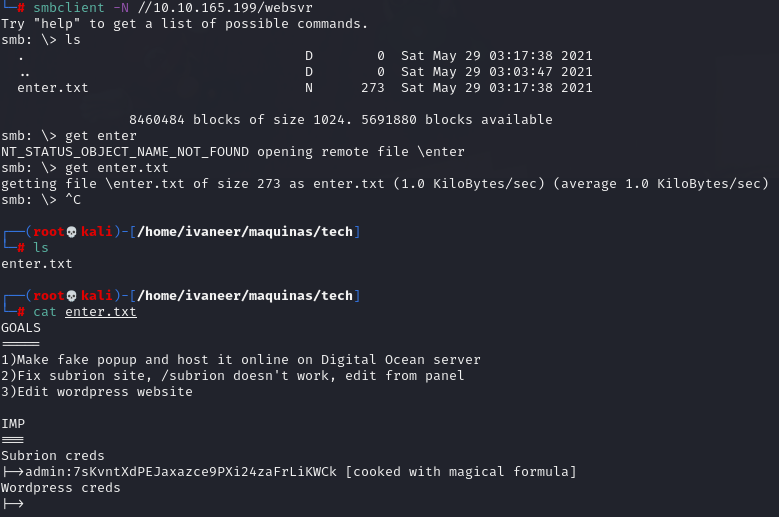 └─# smbclient -N //10.10.165.199/websvr
Try "help" to get a list of possible commands.
smb: \> ls
  .                                   D        0  Sat May 29 03:17:38 2021
  ..                                  D        0  Sat May 29 03:03:47 2021
  enter.txt                           N      273  Sat May 29 03:17:38 2021
                8460484 blocks of size 1024. 5691880 blocks available
smb: \> get enter
NT_STATUS_OBJECT_NAME_NOT_FOUND opening remote file \enter
smb: \> get enter.txt
getting file \enter.txt of size 273 as enter.txt (1.0 KiloBytes/sec) (average 1.0 KiloBytes/sec)
smb: \> ^C
┌──(root💀kali)-[/home/ivaneer/maquinas/tech]
└─# ls
enter.txt
┌──(root💀kali)-[/home/ivaneer/maquinas/tech]
└─# cat enter.txt
GOALS
=====
1)Make fake popup and host it online on Digital Ocean server
2)Fix subrion site, /subrion doesn't work, edit from panel
3)Edit wordpress website
IMP
===
Subrion creds
|->admin:7sKvntXdPEJaxazce9PXi24zaFrLiKWCk [cooked with magical formula]
Wordpress creds
|->